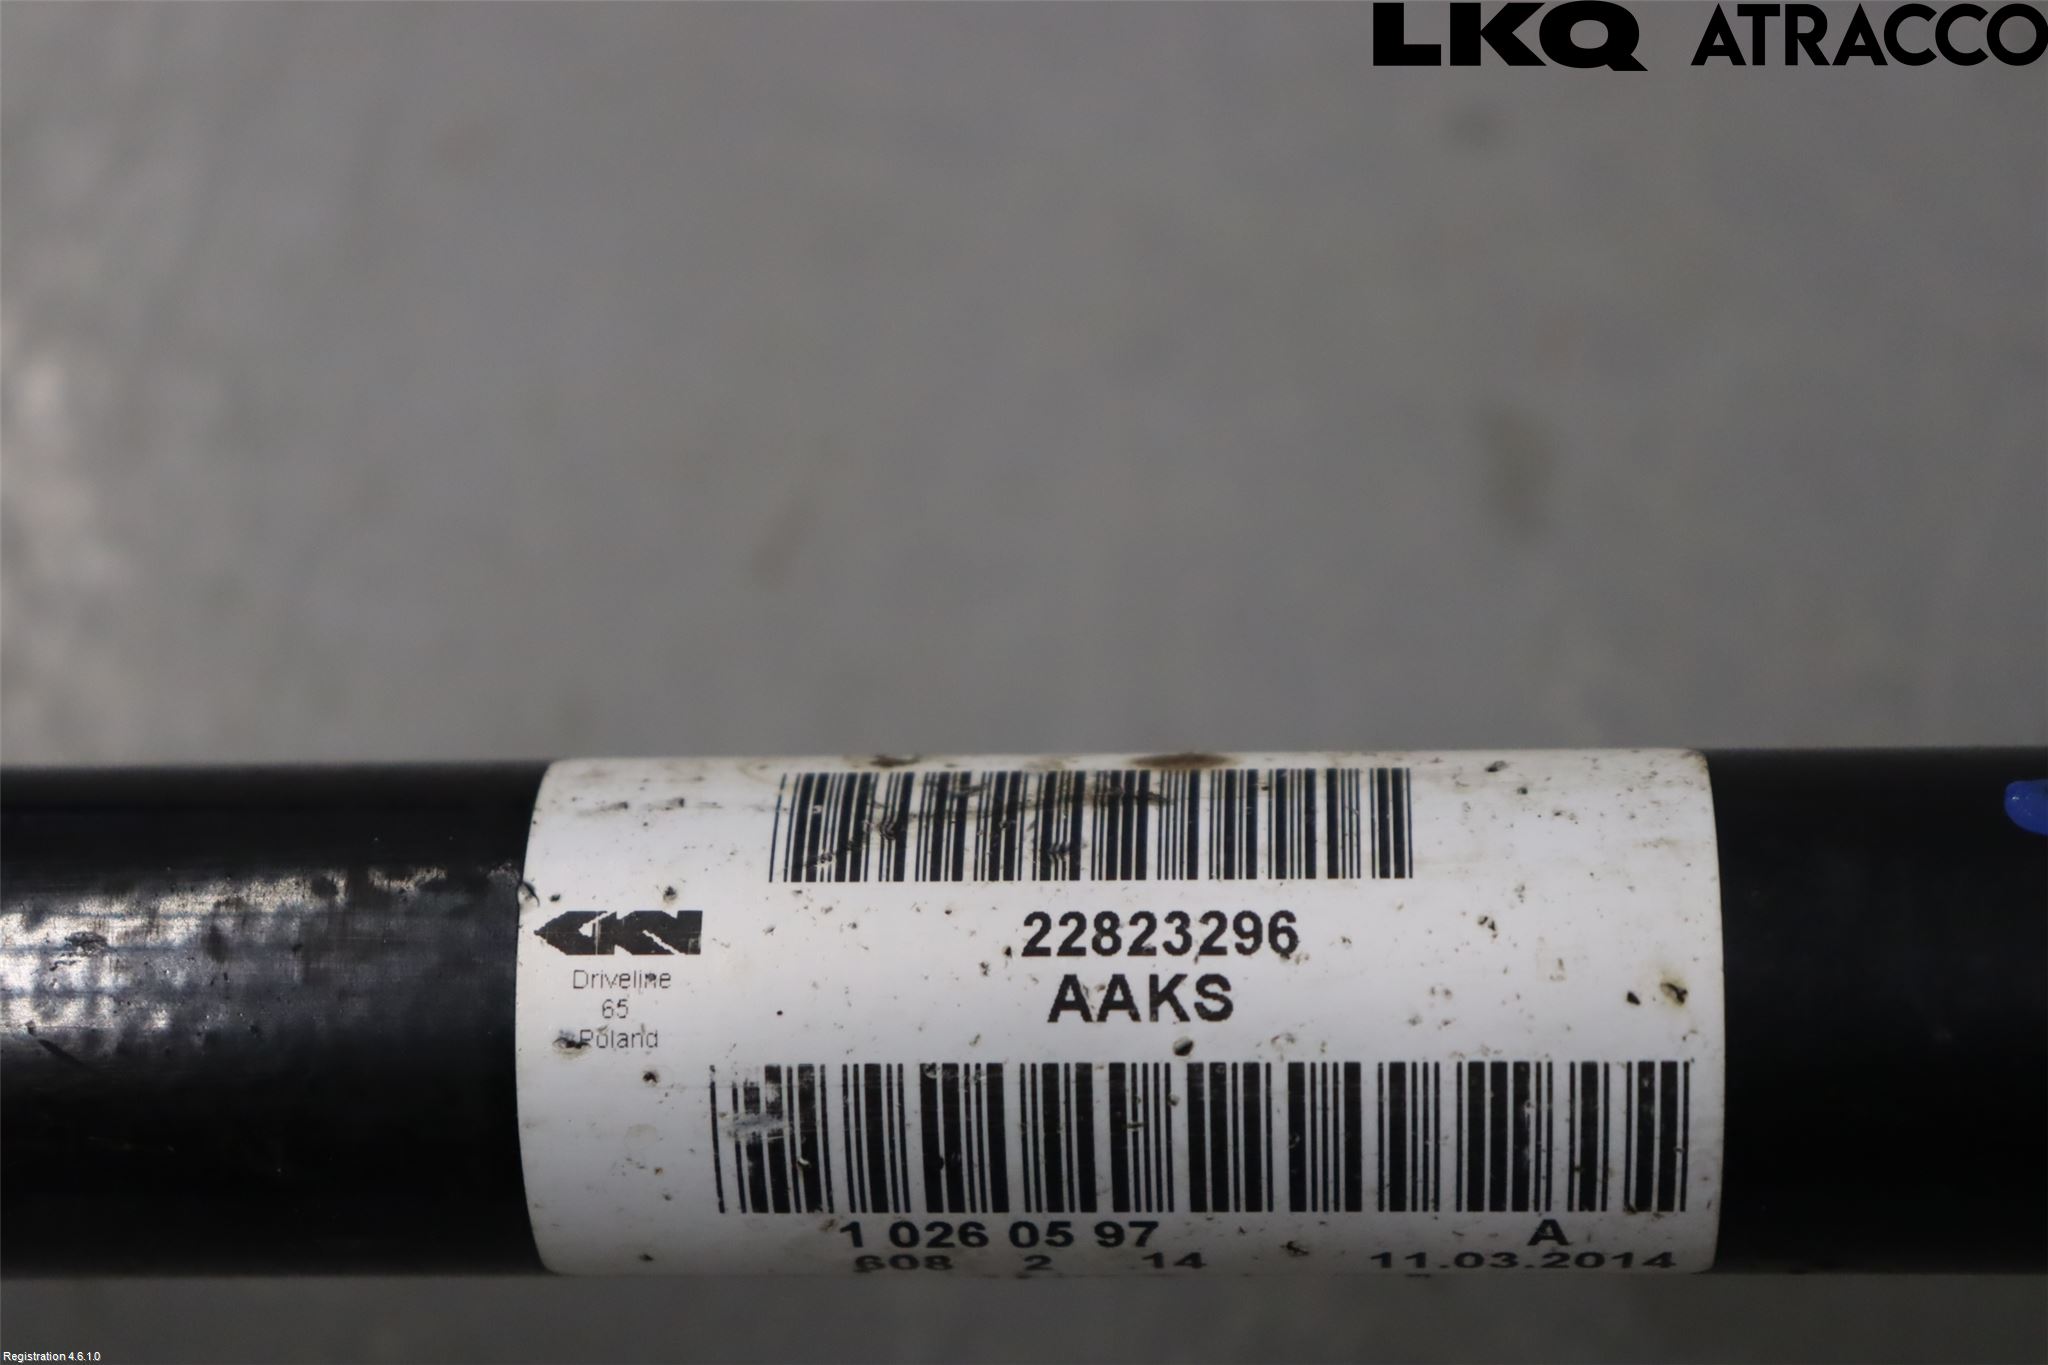 LKQ ATRACCO
22823296
AAKS
GKN
Driveline
65
Poland
1 026 05 97 A
608 2 14 11.03.2014
Registration 4.6.1.0